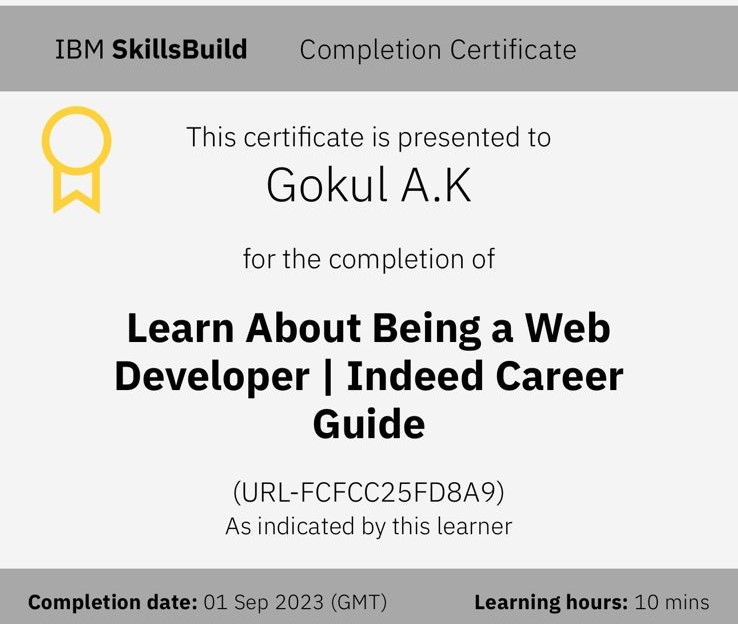 IBM SkillsBuild Completion Certificate
This certificate is presented to
Gokul A.K
for the completion of
Learn About Being a Web
Developer | Indeed Career
Guide
(URL-FCFCC25FD8A9)
As indicated by this learner
Completion date: 01 Sep 2023 (GMT) Learning hours: 10 mins